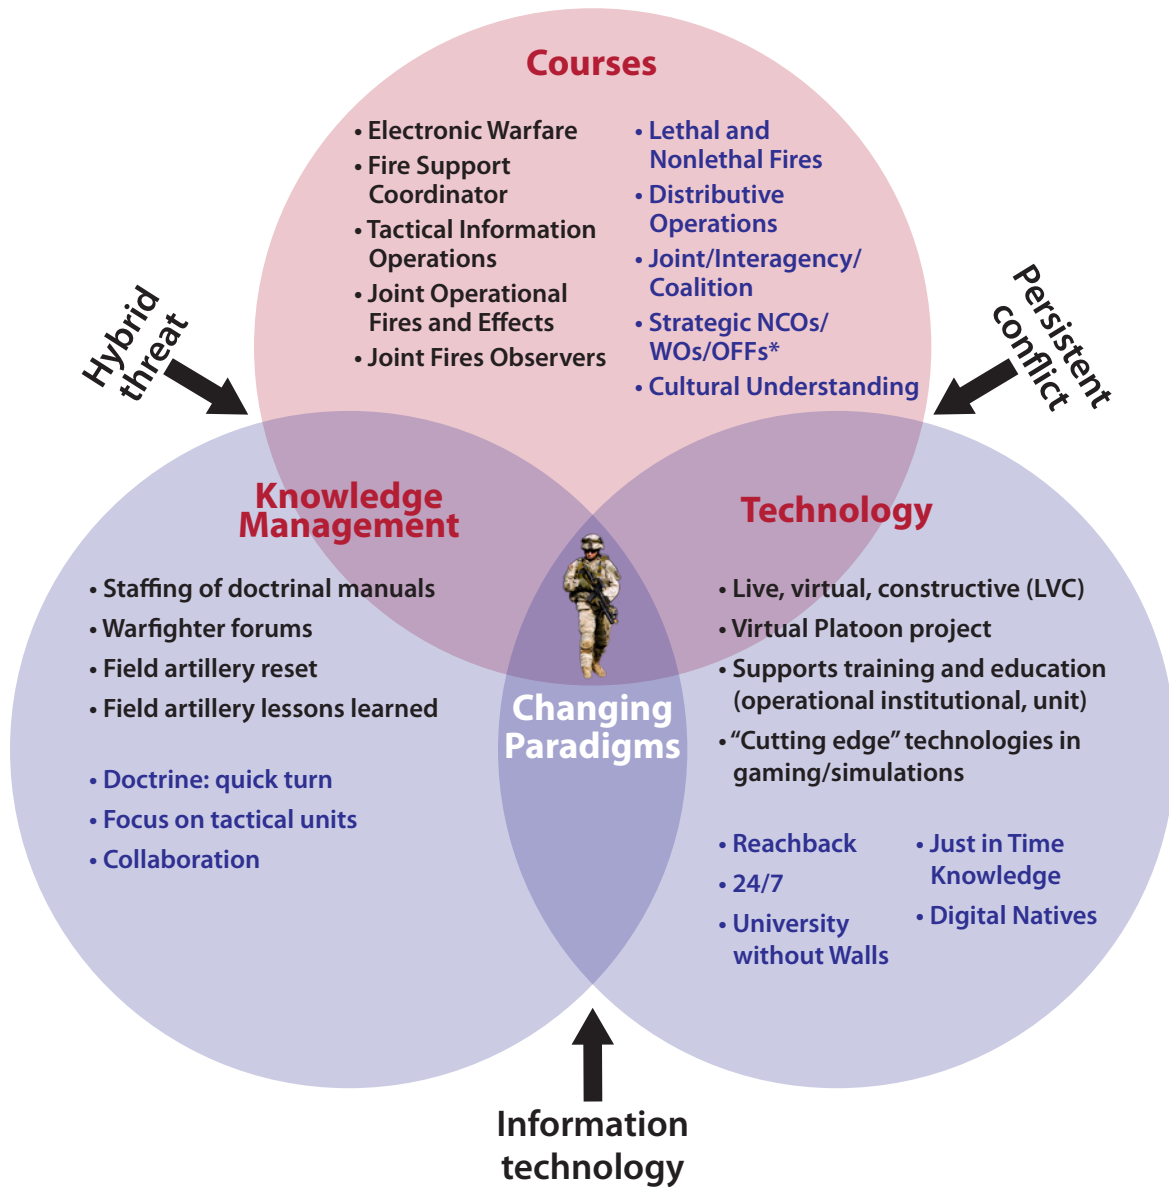 Courses
• Electronic Warfare
• Fire Support
Coordinator
• Tactical Information
Operations
• Joint Operational
Fires and Effects
• Joint Fires Observers
• Lethal and
Nonlethal Fires
• Distributive
Operations
• Joint/Interagency/
Coalition
• Strategic NCOs/
WOs/OFFs*
• Cultural Understanding
Hybrid
threat
Persistent
conflict
Knowledge
Management
• Staffing of doctrinal manuals
• Warfighter forums
• Field artillery reset
• Field artillery lessons learned
• Doctrine: quick turn
• Focus on tactical units
• Collaboration
Technology
• Live, virtual, constructive (LVC)
• Virtual Platoon project
• Supports training and education
(operational institutional, unit)
• “Cutting edge” technologies in
gaming/simulations
• Reachback
• 24/7
• University
without Walls
• Just in Time
Knowledge
• Digital Natives
Changing
Paradigms
Information
technology